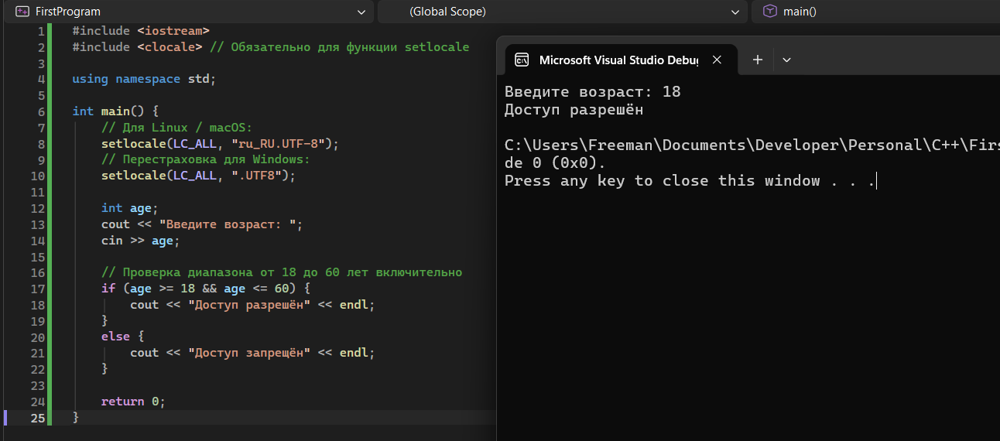 FirstProgram
(Global Scope)
main()
1 #include <iostream>
2 #include <clocale> // Обязательно для функции setlocale
3
4 using namespace std;
5
6 int main() {
7 // Для Linux / macOS:
8 setlocale(LC_ALL, "ru_RU.UTF-8");
9 // Перестраховка для Windows:
10 setlocale(LC_ALL, ".UTF8");
11
12 int age;
13 cout << "Введите возраст: ";
14 cin >> age;
15
16 // Проверка диапазона от 18 до 60 лет включительно
17 if (age >= 18 && age <= 60) {
18 cout << "Доступ разрешён" << endl;
19 }
20 else {
21 cout << "Доступ запрещён" << endl;
22 }
23
24 return 0;
25 }
Microsoft Visual Studio Debug
Введите возраст: 18
Доступ разрешён
C:\Users\Freeman\Documents\Developer\Personal\C++\Firs
de 0 (0x0).
Press any key to close this window . . .